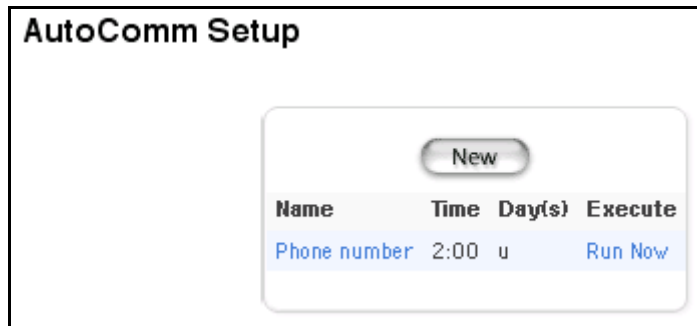 AutoComm Setup
New
Name Time Day(s) Execute
Phone number 2:00 u Run Now